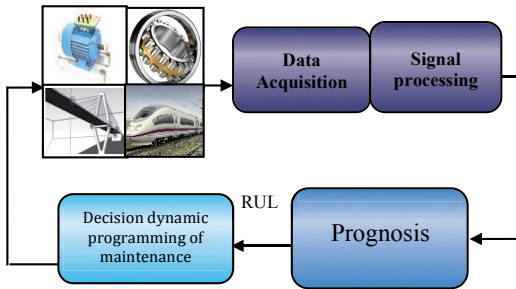 Data
Acquisition
Signal
processing
RUL
Decision dynamic
programming of
maintenance
Prognosis